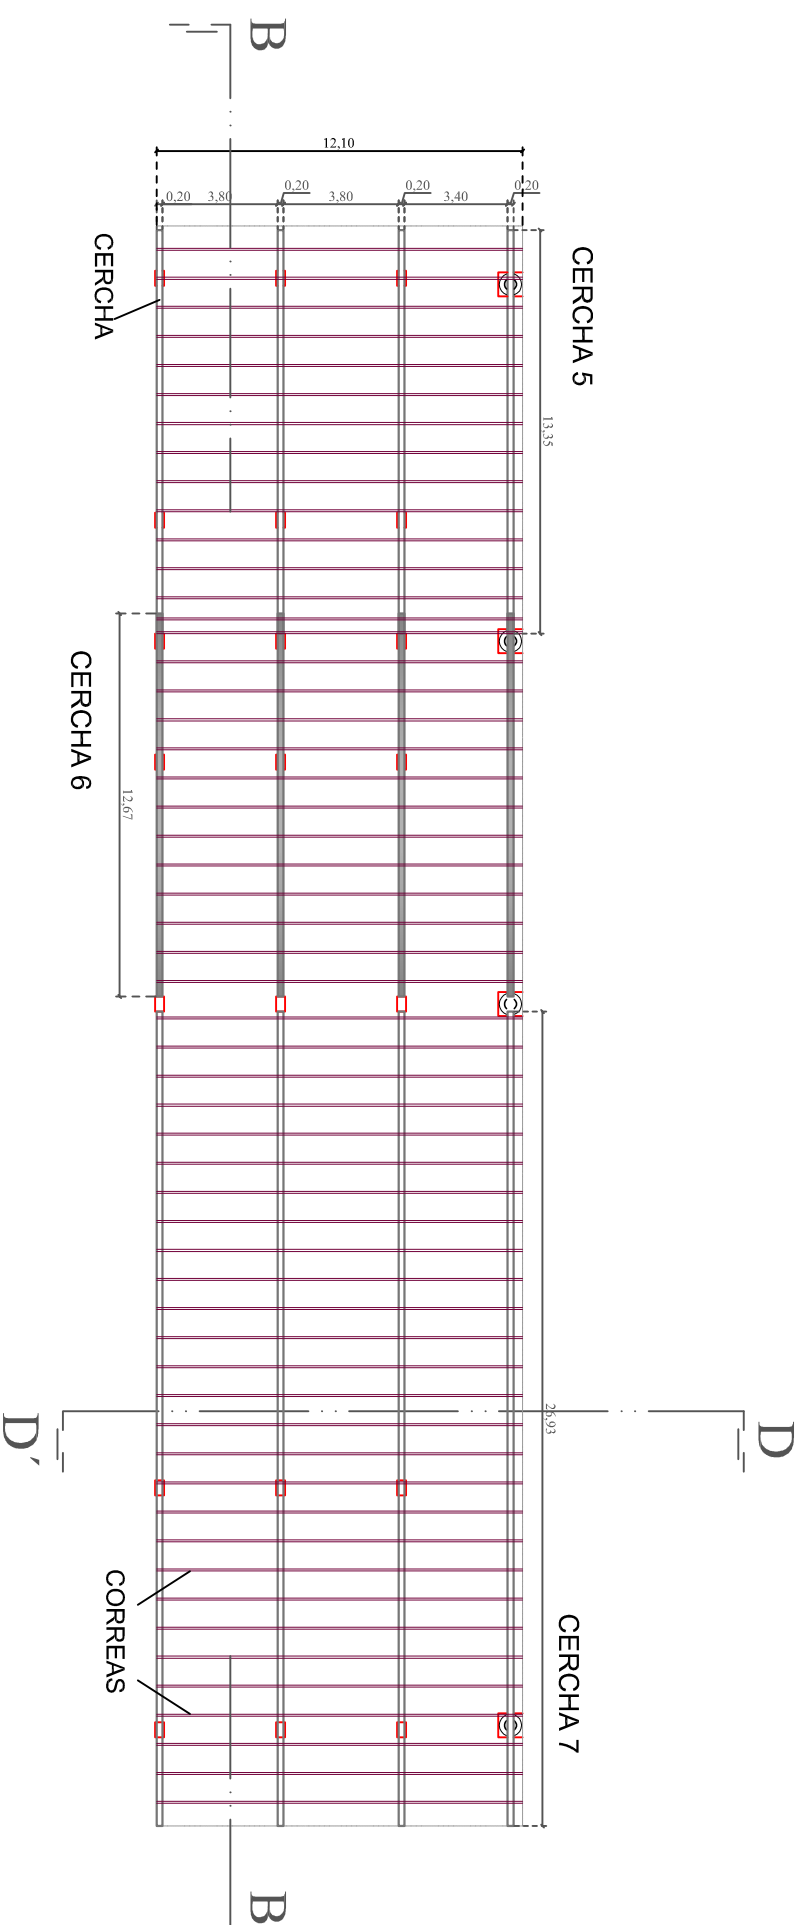 B
12,10
0,20
3,80
0,20
3,80
0,20
3,40
0,20
CERCHA
CERCHA 5
13,35
CERCHA 6
12,67
26,93
D
D´
CORREAS
CERCHA 7
B